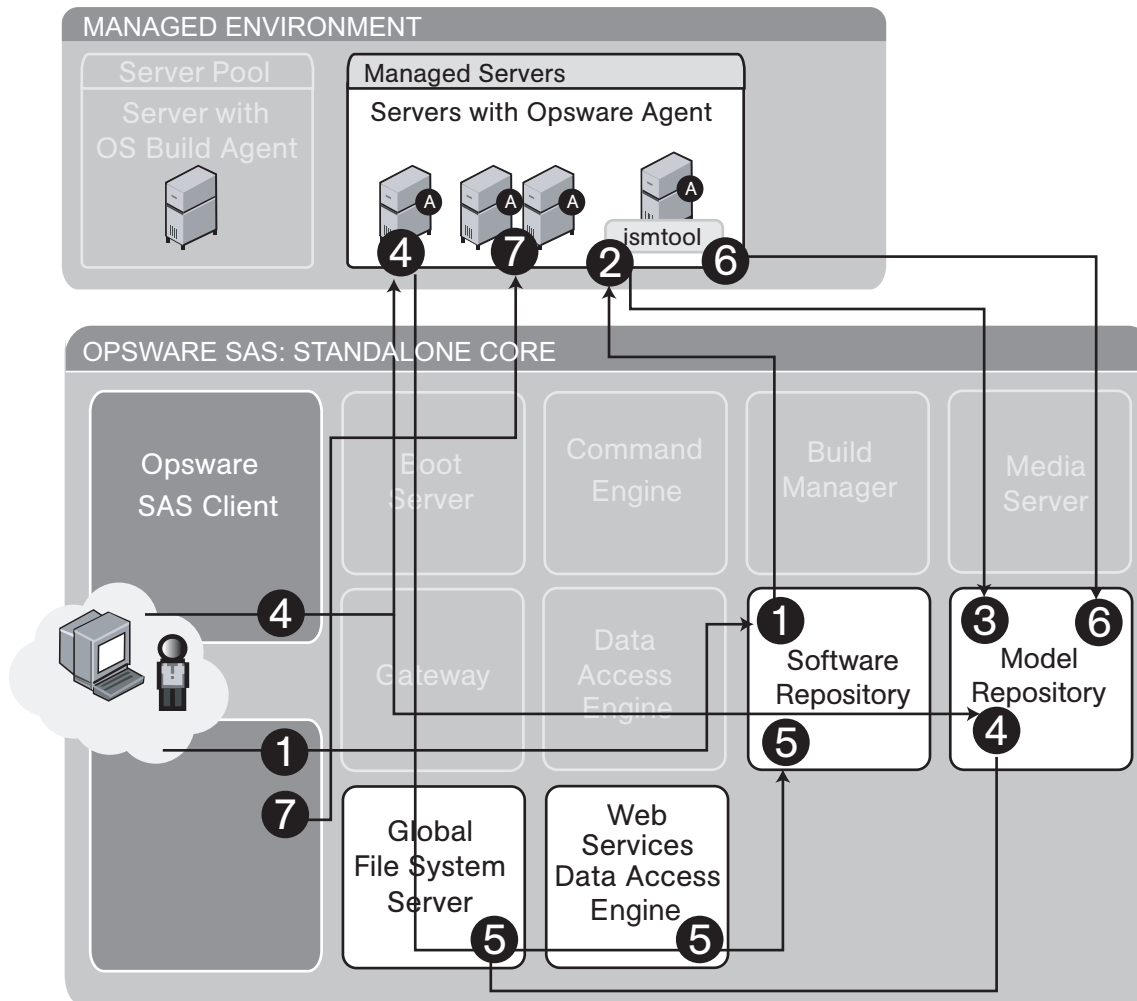 MANAGED ENVIRONMENT
Server Pool
Server with
OS Build Agent
Managed Servers
Servers with Opsware Agent
A
A
A
A
ismtool
4
7
2
6
OPSWARE SAS: STANDALONE CORE
Opsware
SAS Client
Boot
Server
Command
Engine
Build
Manager
Media
Server
4
1
7
Gateway
Data
Access
Engine
1
Software
Repository
5
3
6
Model
Repository
4
Global
File System
Server
5
Web
Services
Data Access
Engine
5